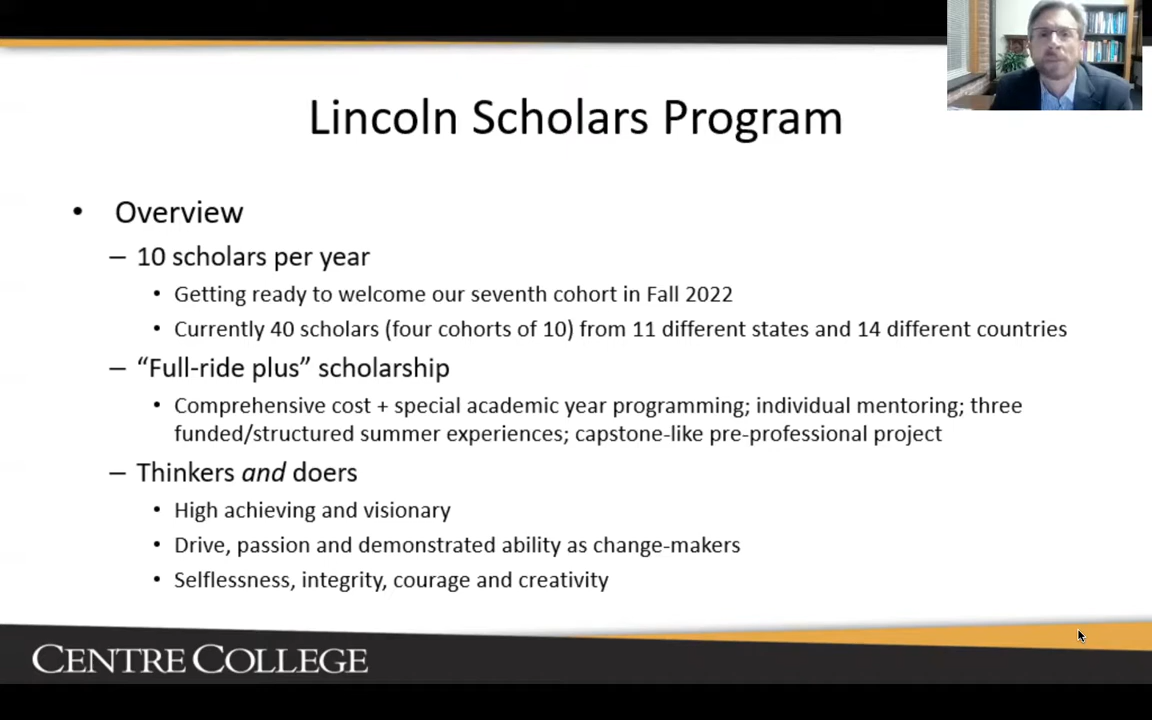 Lincoln Scholars Program
• Overview
– 10 scholars per year
• Getting ready to welcome our seventh cohort in Fall 2022
• Currently 40 scholars (four cohorts of 10) from 11 different states and 14 different countries
– “Full-ride plus” scholarship
• Comprehensive cost + special academic year programming; individual mentoring; three
funded/structured summer experiences; capstone-like pre-professional project
– Thinkers and doers
• High achieving and visionary
• Drive, passion and demonstrated ability as change-makers
• Selflessness, integrity, courage and creativity
CENTRE COLLEGE